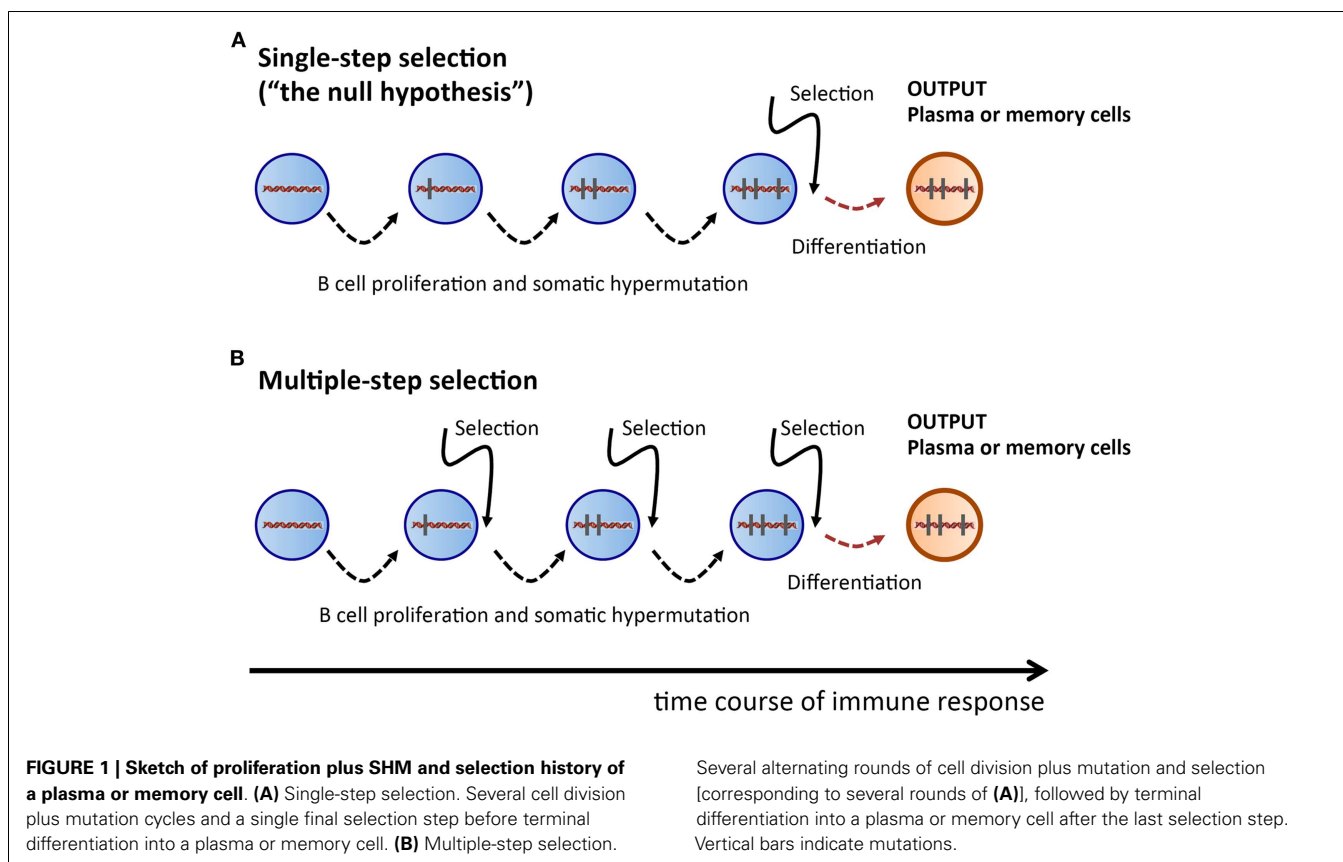 A
Single-step selection
(“the null hypothesis”)
Selection
OUTPUT
Plasma or memory cells
Differentiation
B cell proliferation and somatic hypermutation
B
Multiple-step selection
Selection
Selection
Selection
OUTPUT
Plasma or memory cells
Differentiation
B cell proliferation and somatic hypermutation
time course of immune response
FIGURE 1 | Sketch of proliferation plus SHM and selection history of
a plasma or memory cell. (A) Single-step selection. Several cell division
plus mutation cycles and a single final selection step before terminal
differentiation into a plasma or memory cell. (B) Multiple-step selection.
Several alternating rounds of cell division plus mutation and selection
[corresponding to several rounds of (A)], followed by terminal
differentiation into a plasma or memory cell after the last selection step.
Vertical bars indicate mutations.